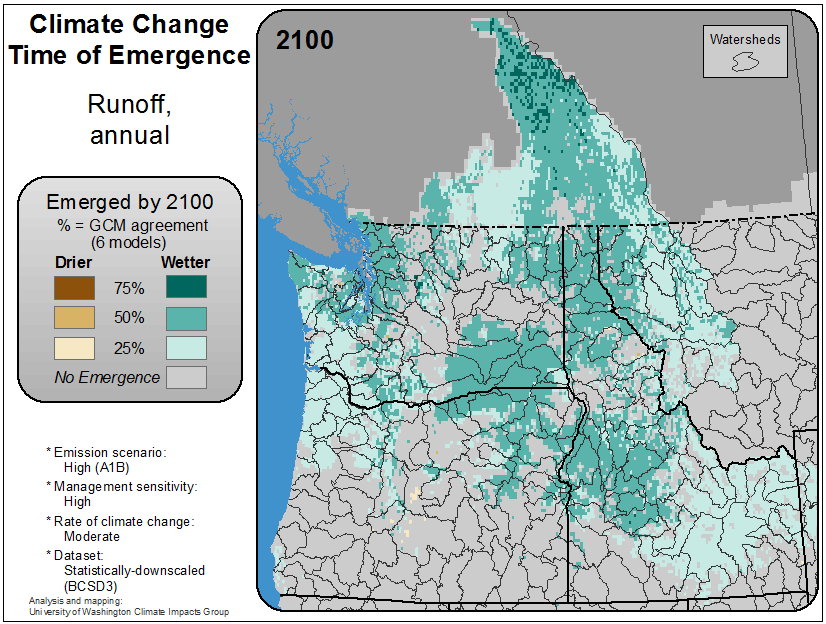 Climate Change
Time of Emergence
Runoff,
annual
Emerged by 2100
% = GCM agreement
(6 models)
Drier Wetter
75%
50%
25%
No Emergence
* Emission scenario:
High (A1B)
* Management sensitivity:
High
* Rate of climate change:
Moderate
* Dataset:
Statistically-downscaled
(BCSD3)
Analysis and mapping:
University of Washington Climate Impacts Group
2100
Watersheds